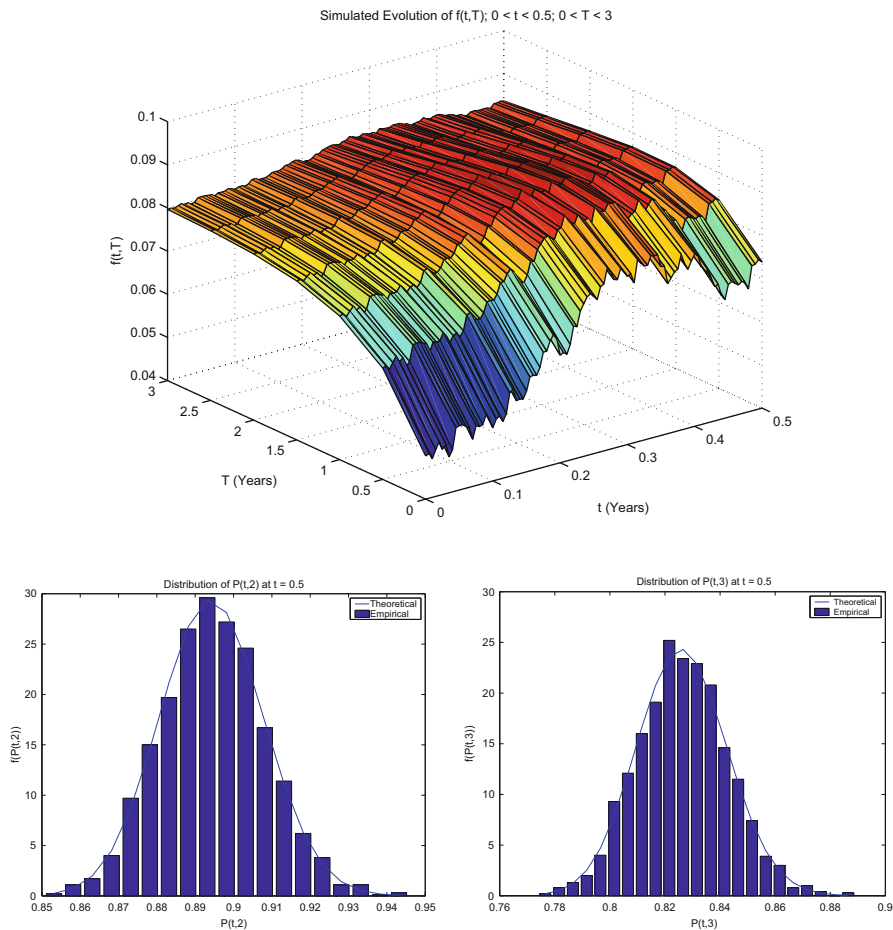 Simulated Evolution of f(t,T); 0 < t < 0.5; 0 < T < 3
0.1
0.09
0.08
0.07
0.06
0.05
0.04
f(t,T)
3
2.5
2
1.5
1
0.5
0
T (Years)
0
0.1
0.2
0.3
0.4
0.5
t (Years)
Distribution of P(t,2) at t = 0.5
Theoretical
Empirical
30
25
20
15
10
5
0
f(P(t,2))
0.85 0.86 0.87 0.88 0.89 0.9 0.91 0.92 0.93 0.94 0.95
P(t,2)
Distribution of P(t,3) at t = 0.5
Theoretical
Empirical
30
25
20
15
10
5
0
f(P(t,3))
0.76 0.78 0.8 0.82 0.84 0.86 0.88 0.9
P(t,3)